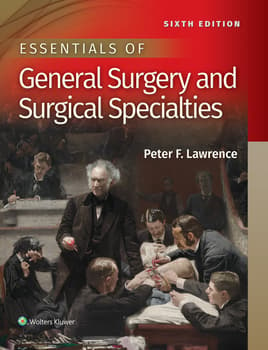 SIXTH EDITION
ESSENTIALS OF
General Surgery and
Surgical Specialties
Peter F. Lawrence
Wolters Kluwer